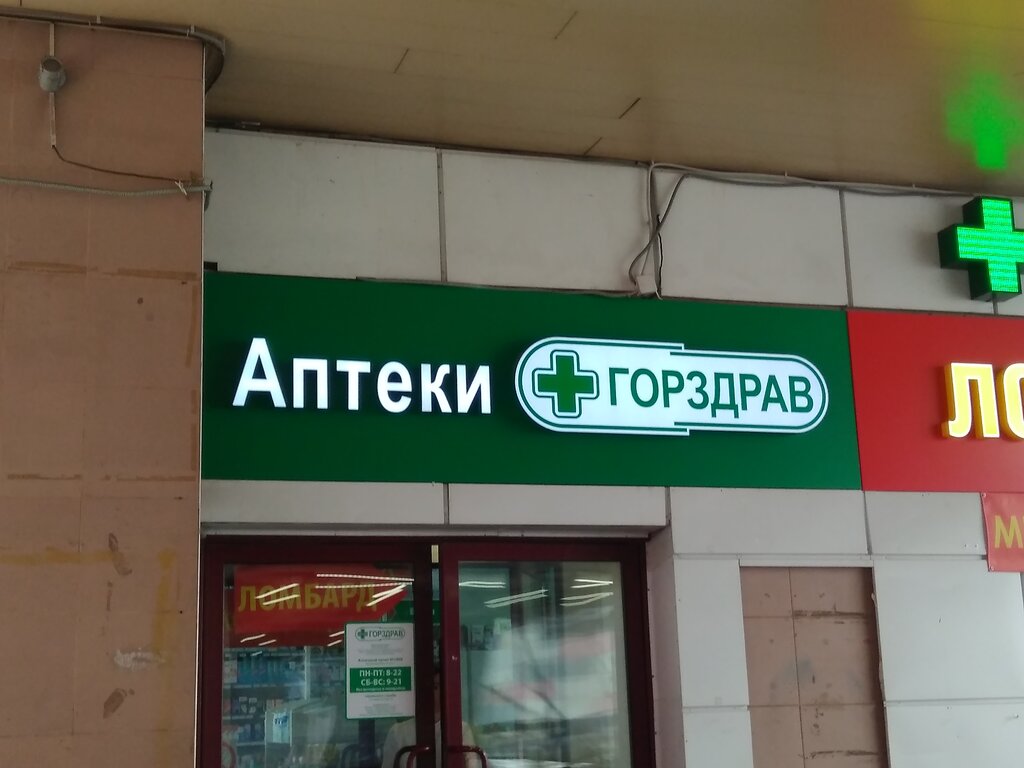 Аптеки ГОРЗДРАВ
ЛО
М
ЛОМБАРД
ГОРЗДРАВ
ПН-ПТ: 8-22
СБ-ВС: 9-21